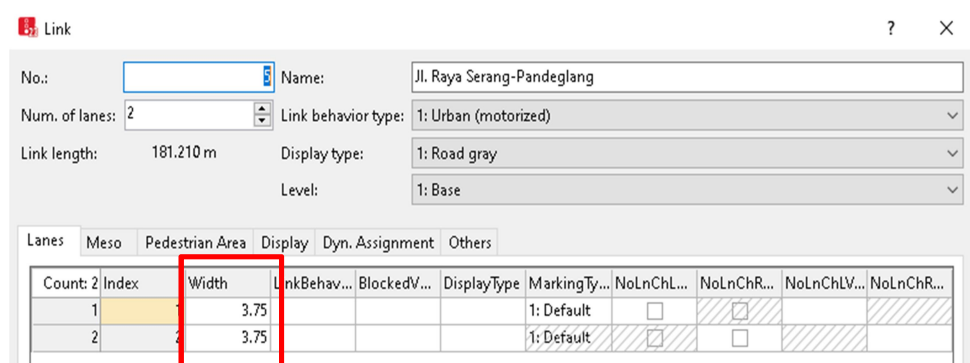 Link ? ×
No.: 5 Name: Jl. Raya Serang-Pandeglang
Num. of lanes: 2 Link behavior type: 1: Urban (motorized)
Link length: 181.210 m Display type: 1: Road gray
Level: 1: Base
Lanes Meso Pedestrian Area Display Dyn. Assignment Others
Count: 2 Index Width LinkBehav... BlockedV... DisplayType MarkingTy... NoLnChL... NoLnChR... NoLnChLV... NoLnChR...
1 1 3.75 1: Default
2 2 3.75 1: Default